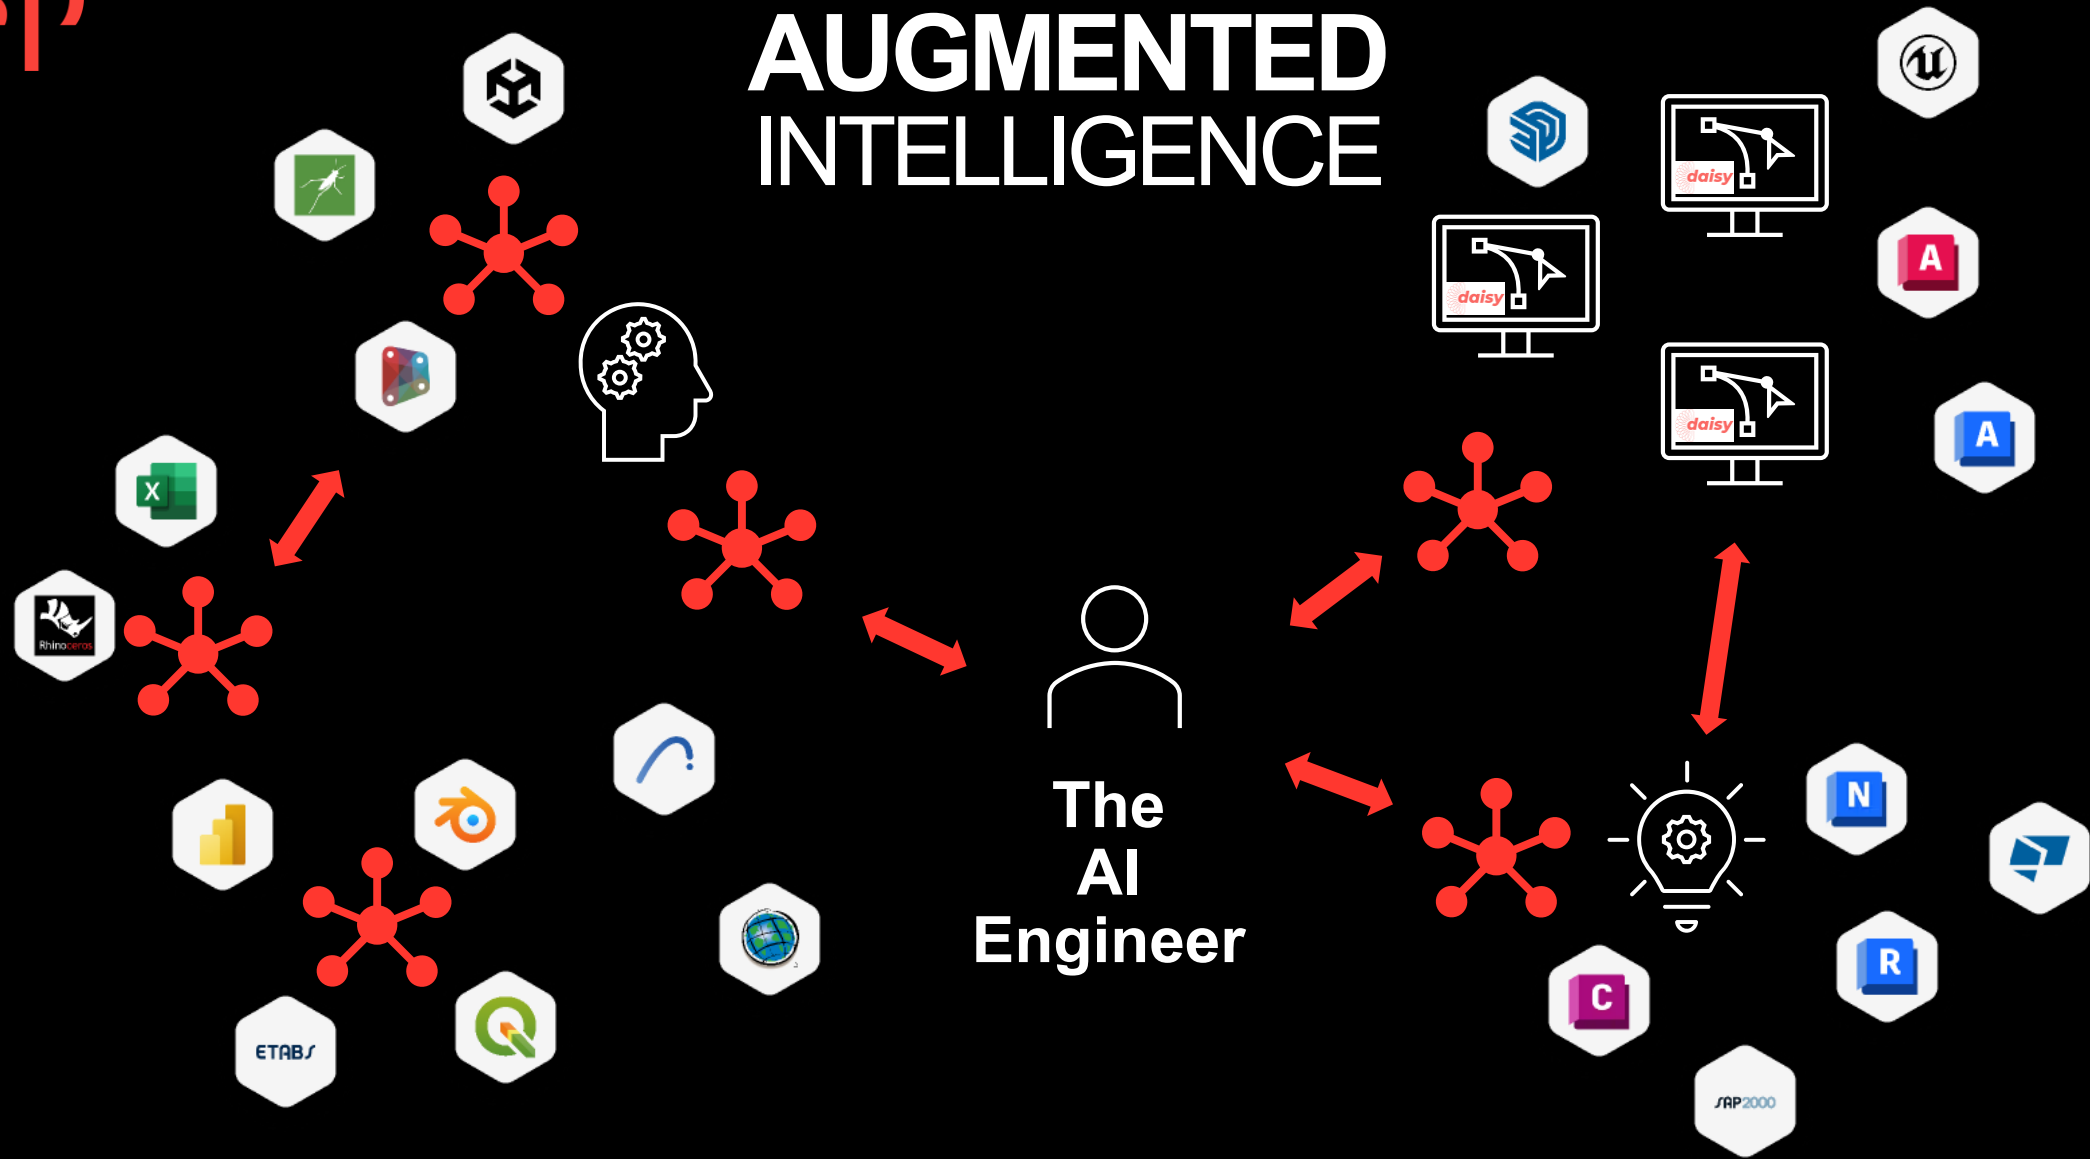 AUGMENTED
INTELLIGENCE
daisy
A
daisy
daisy
A
X
Rhinoceros
The
AI
Engineer
N
R
C
ETABS
SAP2000